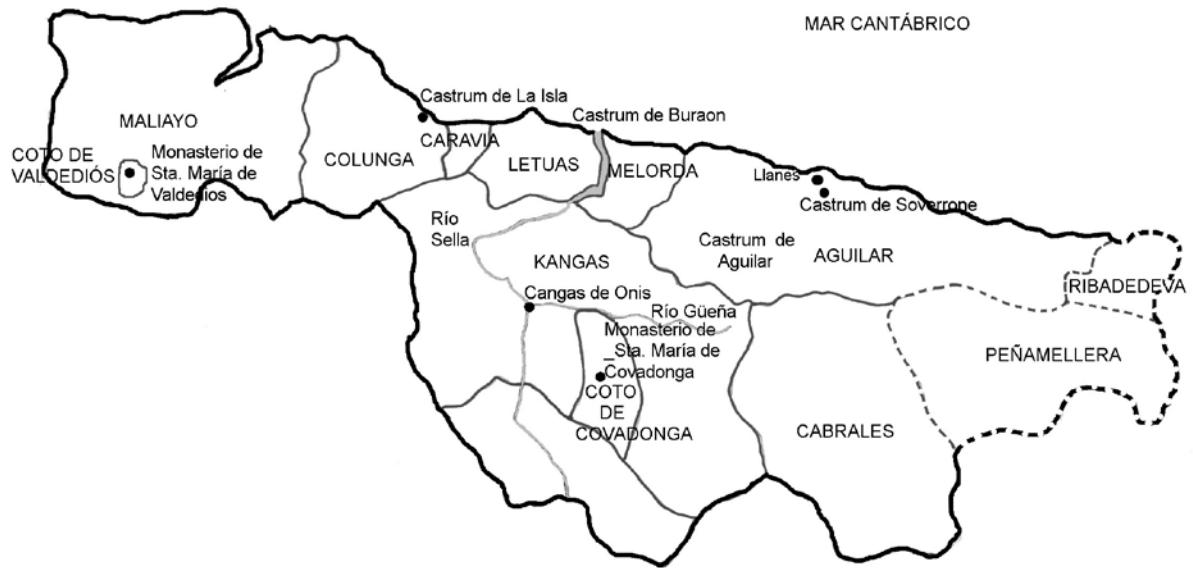 MAR CANTÁBRICO
Castrum de La Isla
Castrum de Buraon
MALIAYO
CARAVIA
COTO DE
VALDEDIÓS
Monasterio de
Sta. María de
Valdedios
COLUNGA
LETUAS
MELORDA
Llanes
Castrum de Soverrone
Río
Sella
Castrum de
Aguilar
AGUILAR
KANGAS
RIBADEDEVA
Cangas de Onis
Río Güeña
Monasterio de
_Sta. María de
Covadonga
PEÑAMELLERA
COTO
DE
COVADONGA
CABRALES